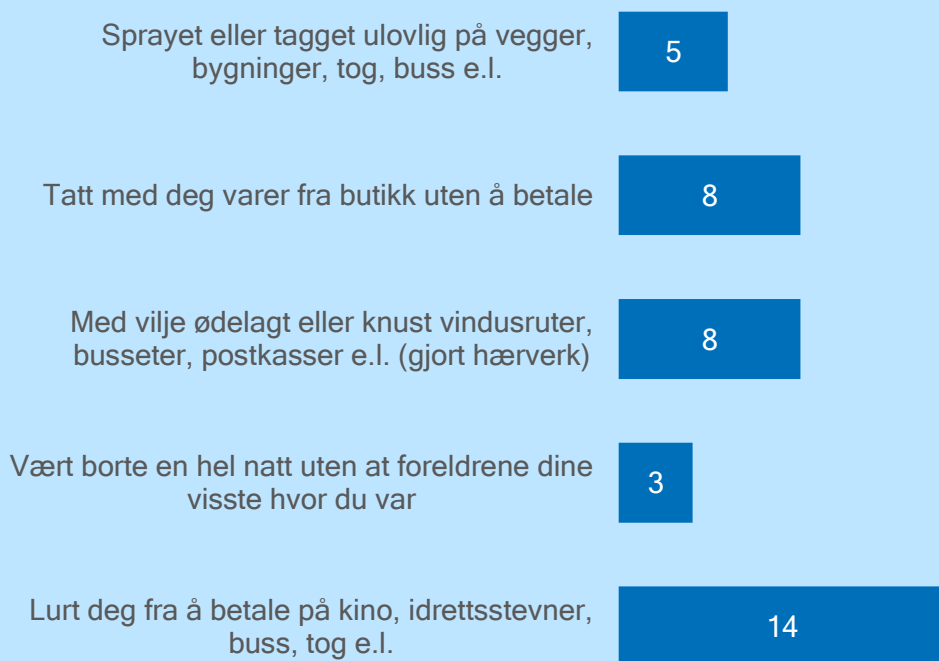 Sprayet eller tagget ulovlig på vegger,
bygninger, tog, buss e.l.
5
Tatt med deg varer fra butikk uten å betale
8
Med vilje ødelagt eller knust vindusruter,
busseter, postkasser e.l. (gjort hærverk)
8
Vært borte en hel natt uten at foreldrene dine
visste hvor du var
3
Lurt deg fra å betale på kino, idrettsstevner,
buss, tog e.l.
14